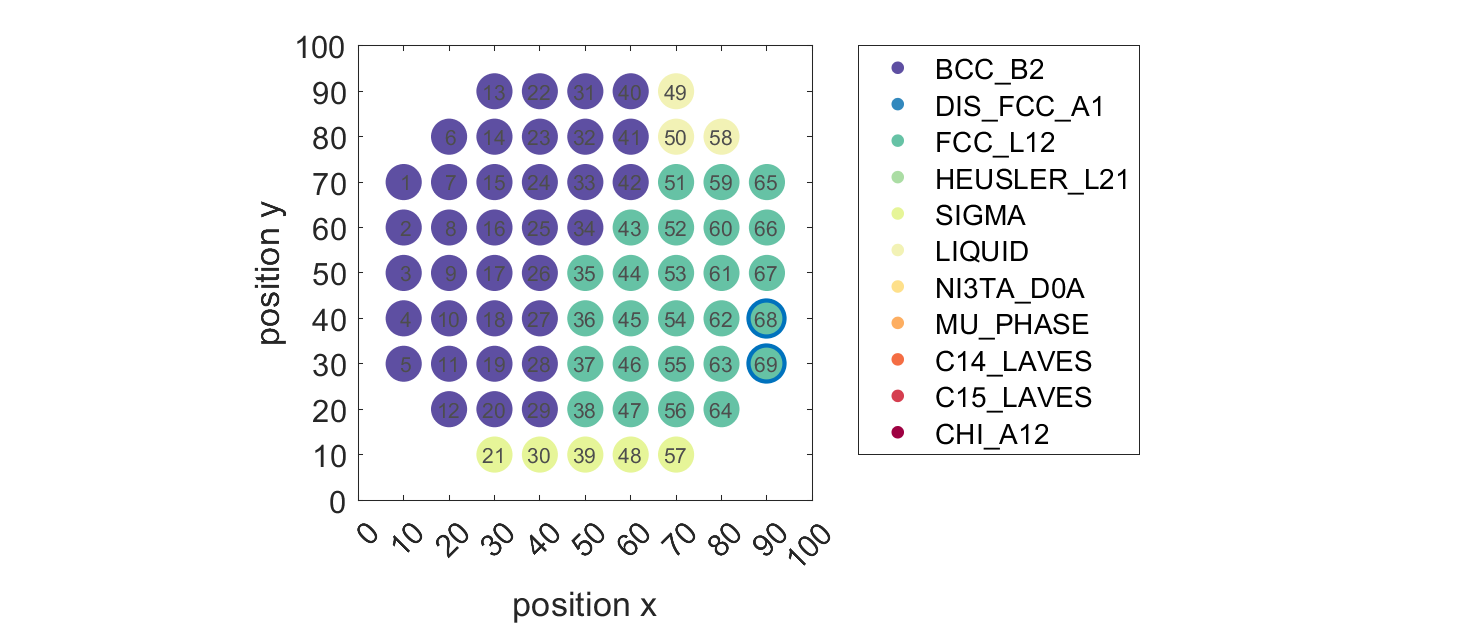 100
90
80
70
60
50
40
30
20
10
0
position y
13 22 31 40 49
6 14 23 32 41 50 58
1 7 15 24 33 42 51 59 65
2 8 16 25 34 43 52 60 66
3 9 17 26 35 44 53 61 67
4 10 18 27 36 45 54 62 68
5 11 19 28 37 46 55 63 69
12 20 29 38 47 56 64
21 30 39 48 57
0 10 20 30 40 50 60 70 80 90 100
position x
BCC_B2
DIS_FCC_A1
FCC_L12
HEUSLER_L21
SIGMA
LIQUID
NI3TA_D0A
MU_PHASE
C14_LAVES
C15_LAVES
CHI_A12